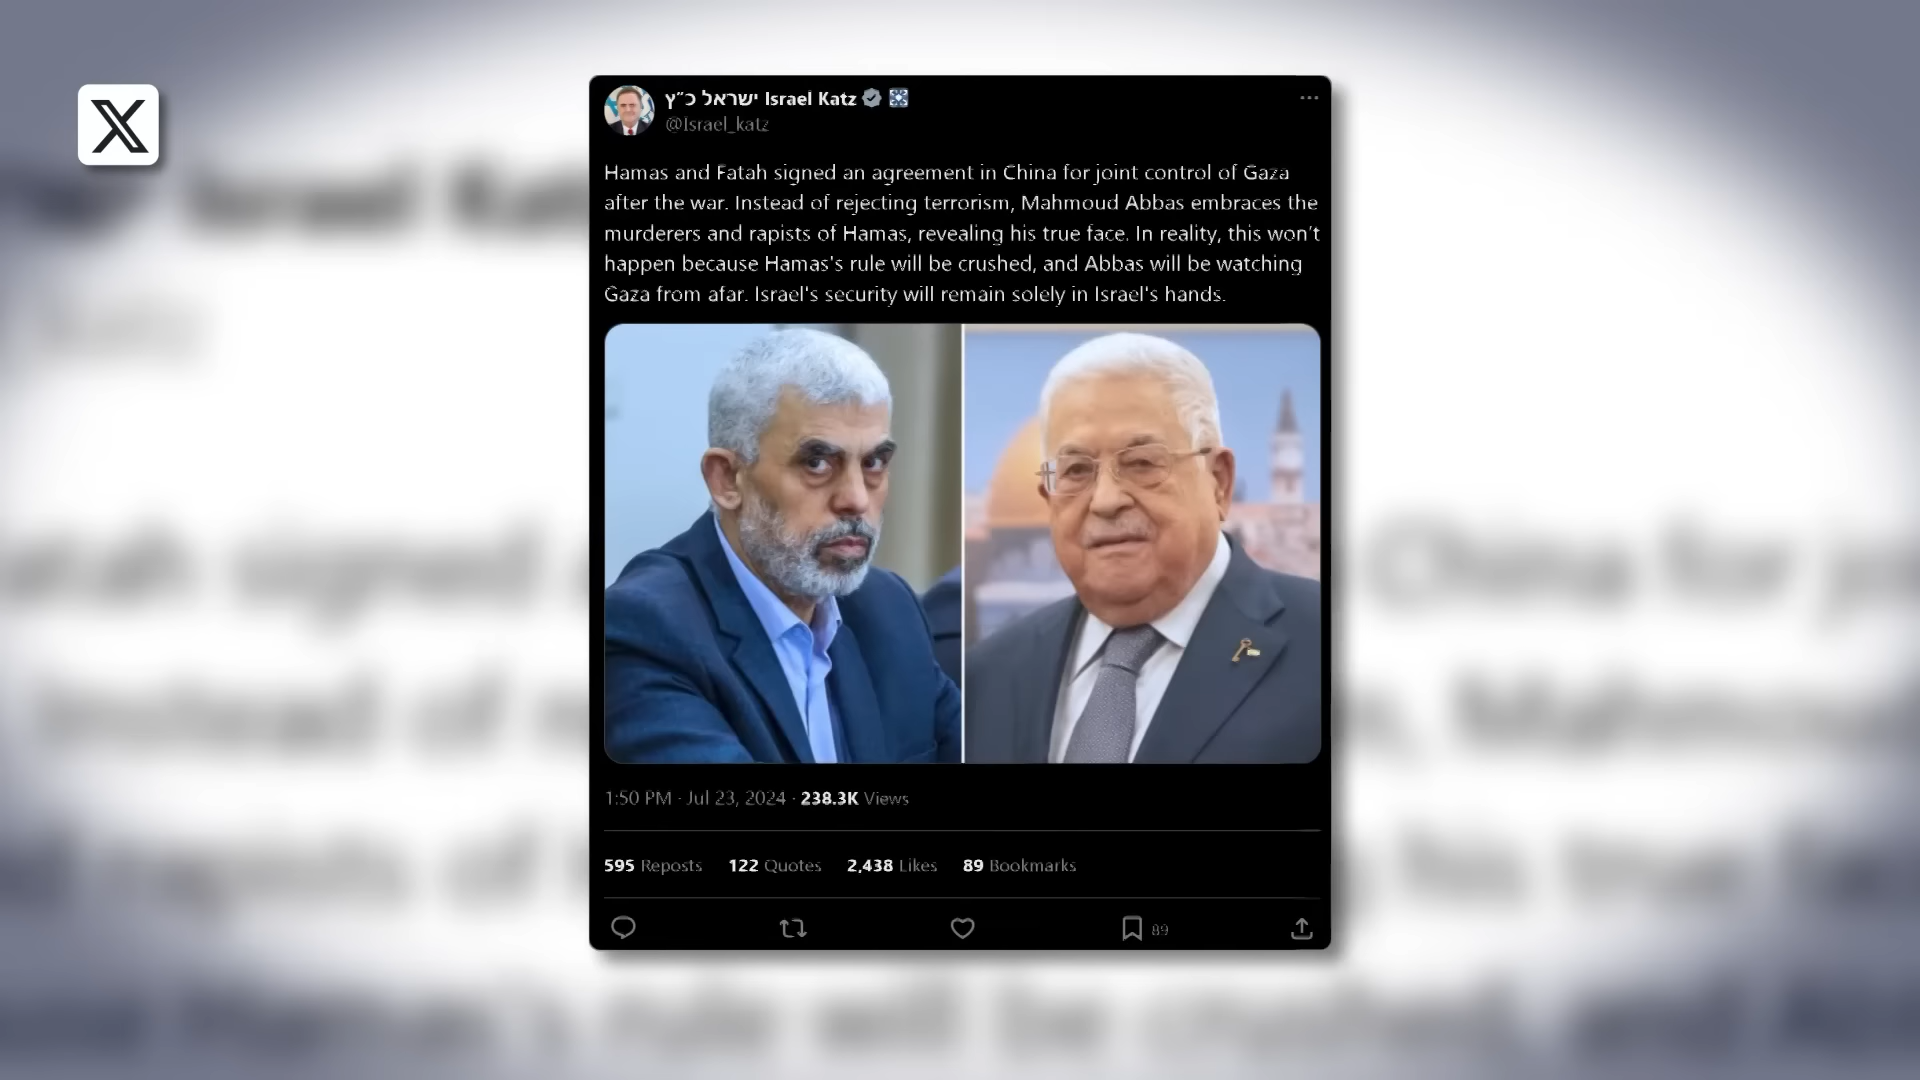 ישראל כ״ץ Israel Katz
@Israel_katz
Hamas and Fatah signed an agreement in China for joint control of Gaza
after the war. Instead of rejecting terrorism, Mahmoud Abbas embraces the
murderers and rapists of Hamas, revealing his true face. In reality, this won't
happen because Hamas's rule will be crushed, and Abbas will be watching
Gaza from afar. Israel's security will remain solely in Israel's hands.
1:50 PM · Jul 23, 2024 · 238.3K Views
595 Reposts 122 Quotes 2,438 Likes 89 Bookmarks
89